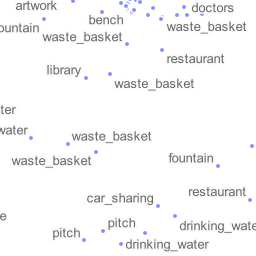 artwork
doctors
bench
ountain
waste_basket
waste_basket
restaurant
library
waste_basket
ter
vater
waste_basket
waste_basket
fountain
restaurant
car_sharing
e
pitch
drinking_wate
pitch
drinking_water